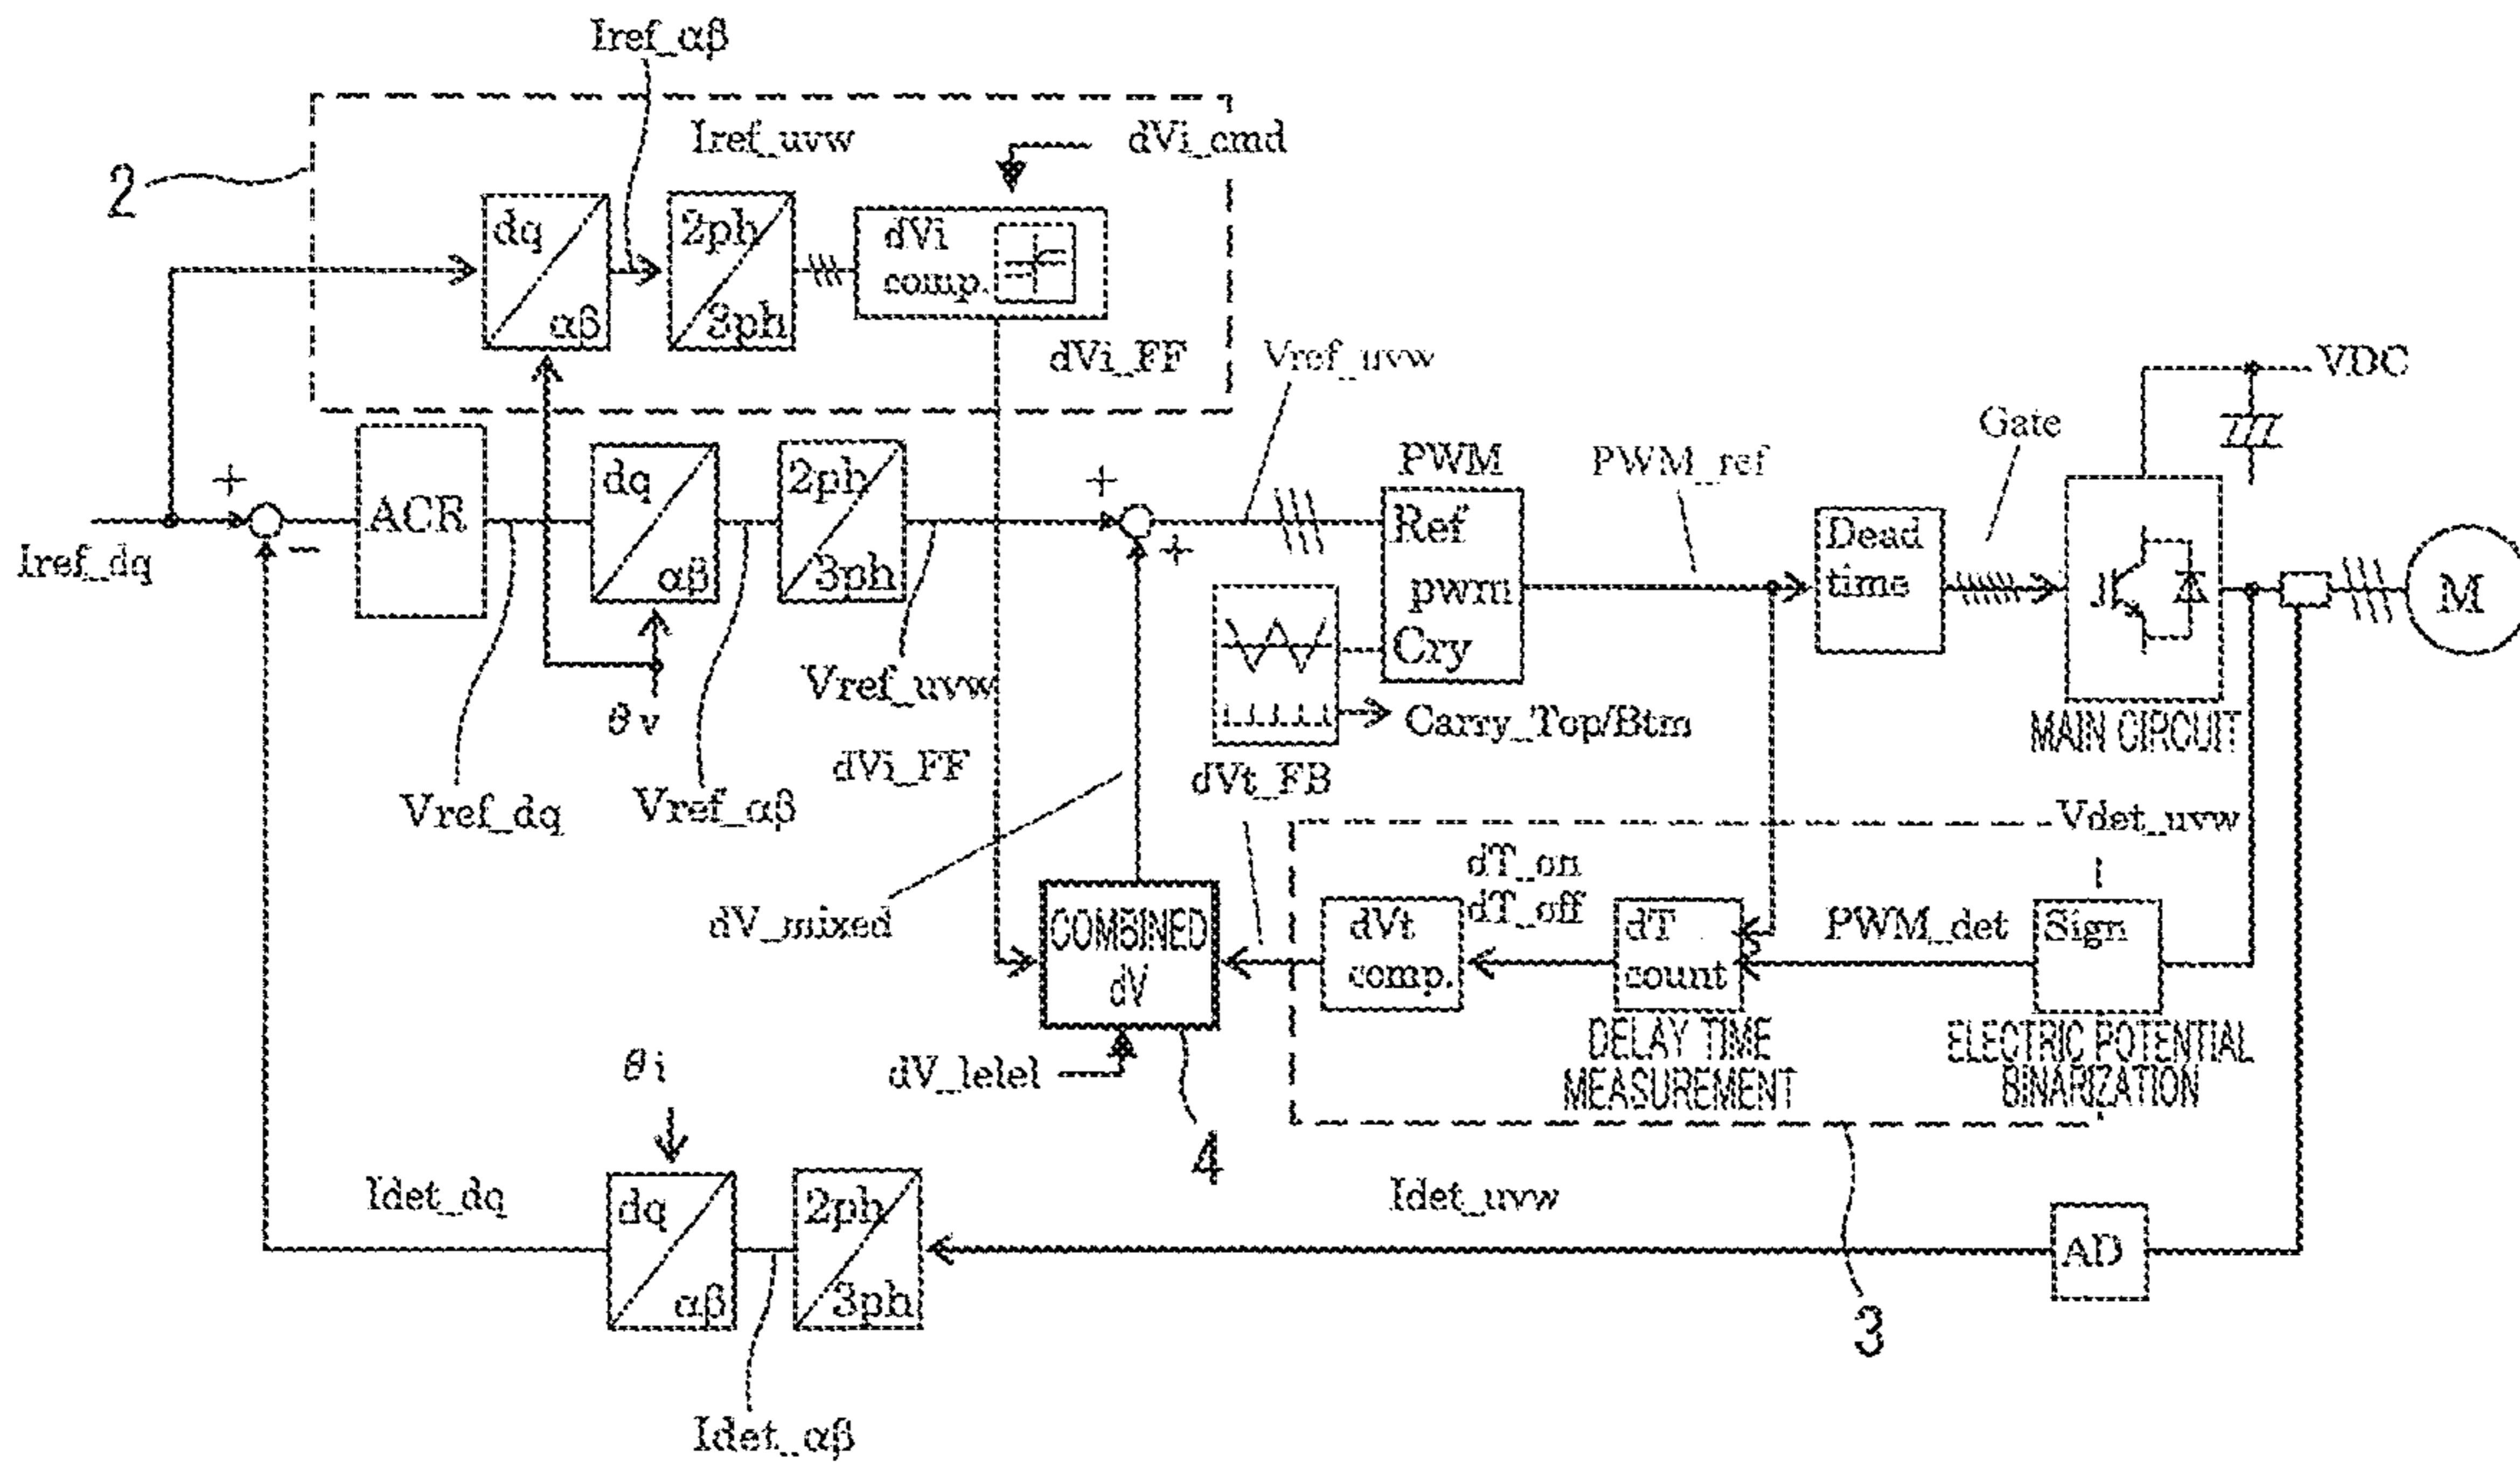 Iref_αβ
2
Iref_uvw
dVi_cmd
dq
αβ
2ph
3ph
dVi
comp.
dVi_FF
Vref_uvw
VDC
Gate
+
−
Iref_dq
ACR
dq
αβ
2ph
3ph
+
+
PWM
Ref
pwm
Cry
PWM_ref
Dead
time
M
MAIN CIRCUIT
θv
Vref_uvw
Carry_Top/Btm
Vref_dq
Vref_αβ
dVi_FF
dVt_FB
Vdet_uvw
dV_mixed
COMBINED
dV
dVt
comp.
dT_on
dT_off
dT
count
PWM_det
Sign
DELAY TIME
MEASUREMENT
ELECTRIC POTENTIAL
BINARIZATION
dV_lelel
4
θi
Idet_dq
dq
αβ
2ph
3ph
Idet_uvw
AD
3
Idet_αβ